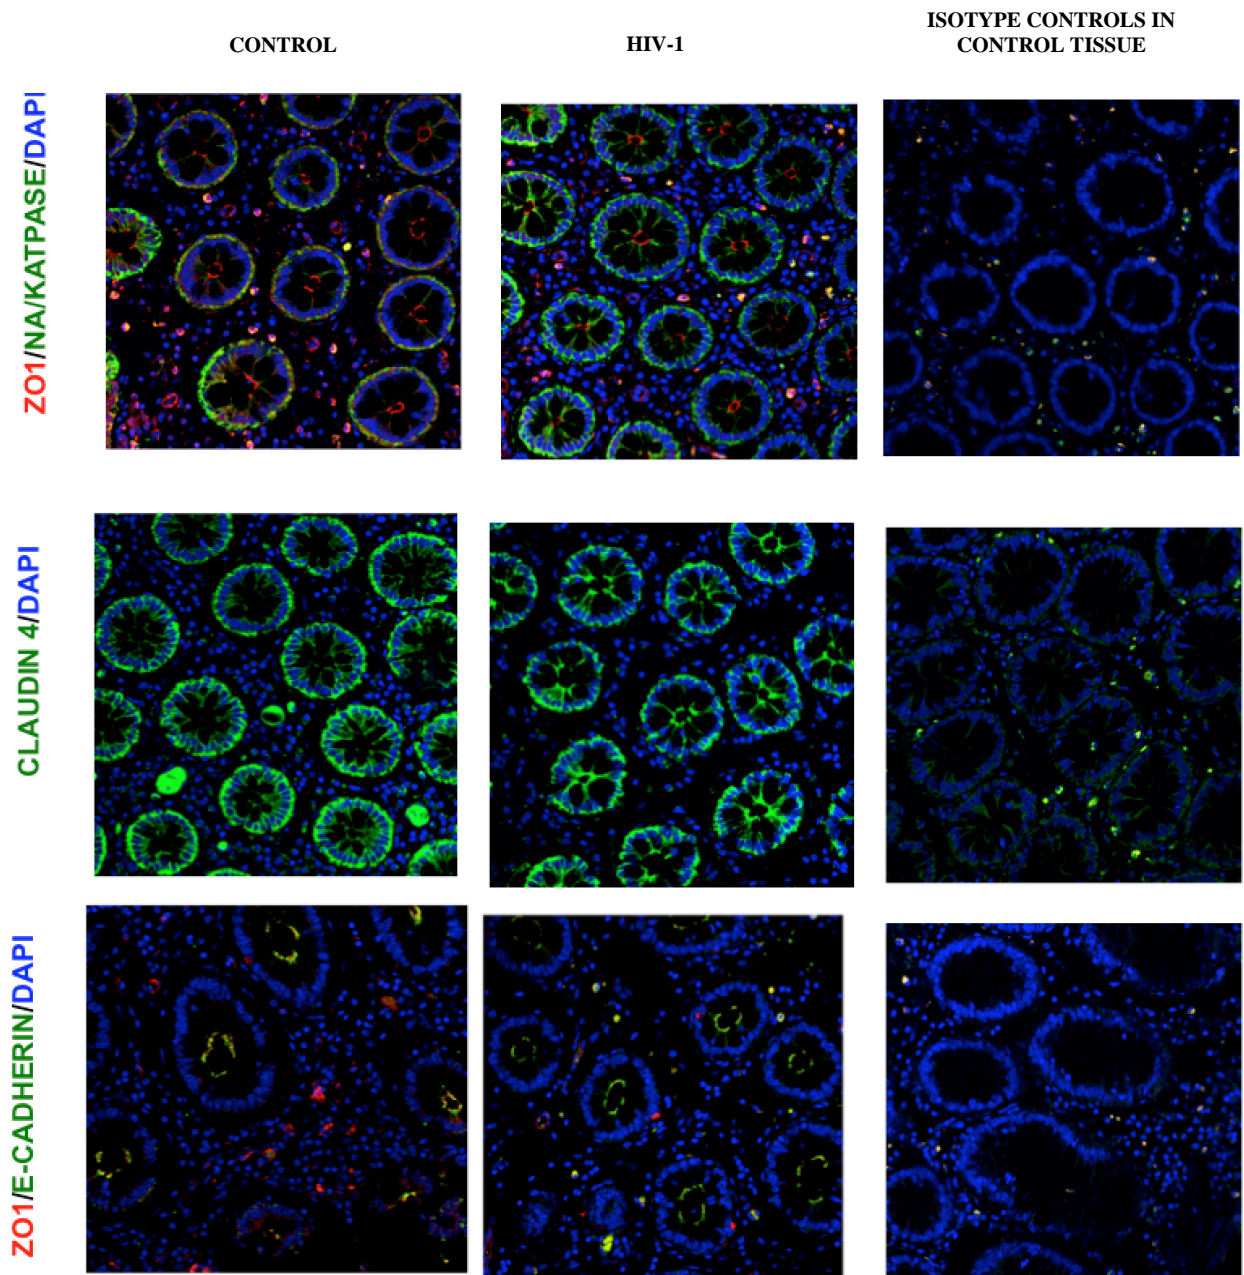 CONTROL
HIV-1
ISOTYPE CONTROLS IN
CONTROL TISSUE
ZO1/NA/KATPASE/DAPI
CLAUDIN 4/DAPI
ZO1/E-CADHERIN/DAPI